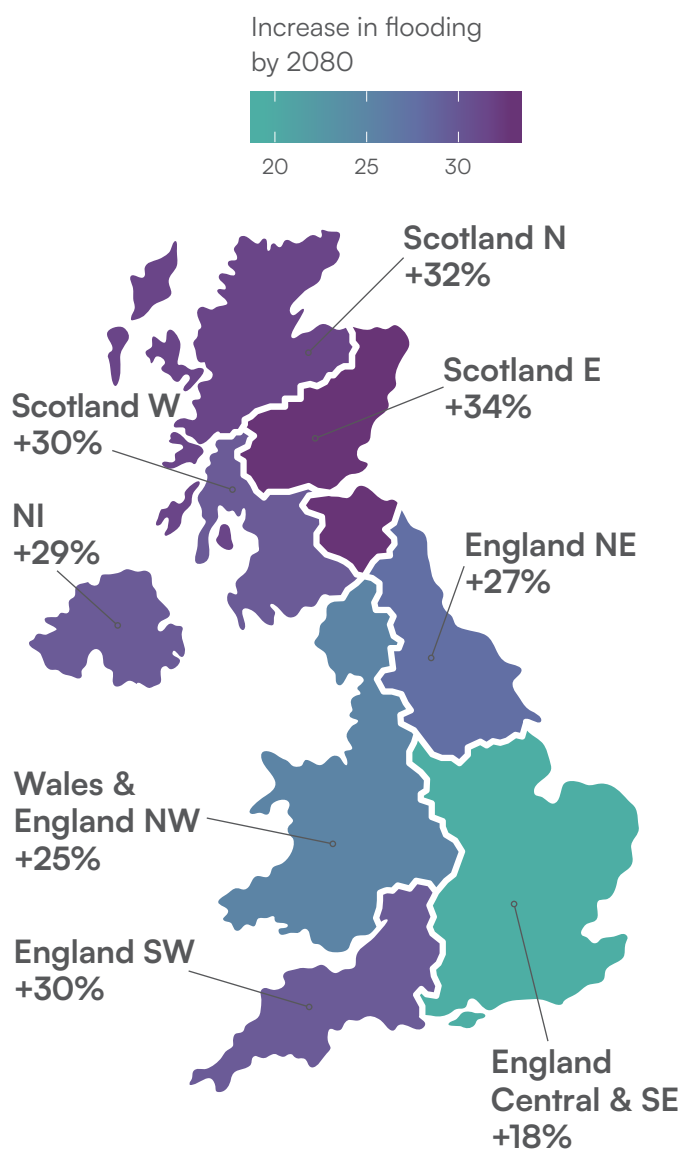 Increase in flooding
by 2080
20 25 30
Scotland N
+32%
Scotland E
+34%
Scotland W
+30%
NI
+29%
England NE
+27%
Wales &
England NW
+25%
England SW
+30%
England
Central & SE
+18%